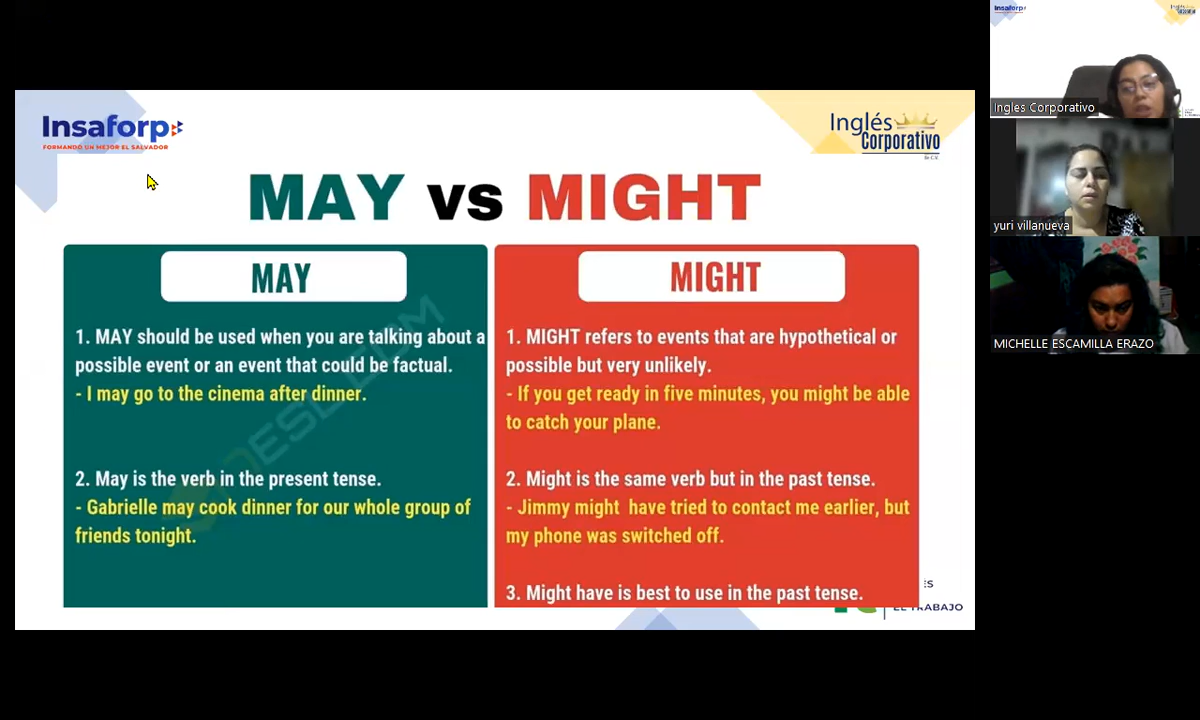 Insaforp
FORMANDO UN MEJOR EL SALVADOR
Inglés
Corporativo
MAY vs MIGHT
MAY
1. MAY should be used when you are talking about a
possible event or an event that could be factual.
- I may go to the cinema after dinner.
2. May is the verb in the present tense.
- Gabrielle may cook dinner for our whole group of
friends tonight.
MIGHT
1. MIGHT refers to events that are hypothetical or
possible but very unlikely.
- If you get ready in five minutes, you might be able
to catch your plane.
2. Might is the same verb but in the past tense.
- Jimmy might have tried to contact me earlier, but
my phone was switched off.
3. Might have is best to use in the past tense.
EL TRABAJO
Insaforp
Ingles Corporativo
yuri villanueva
MICHELLE ESCAMILLA ERAZO